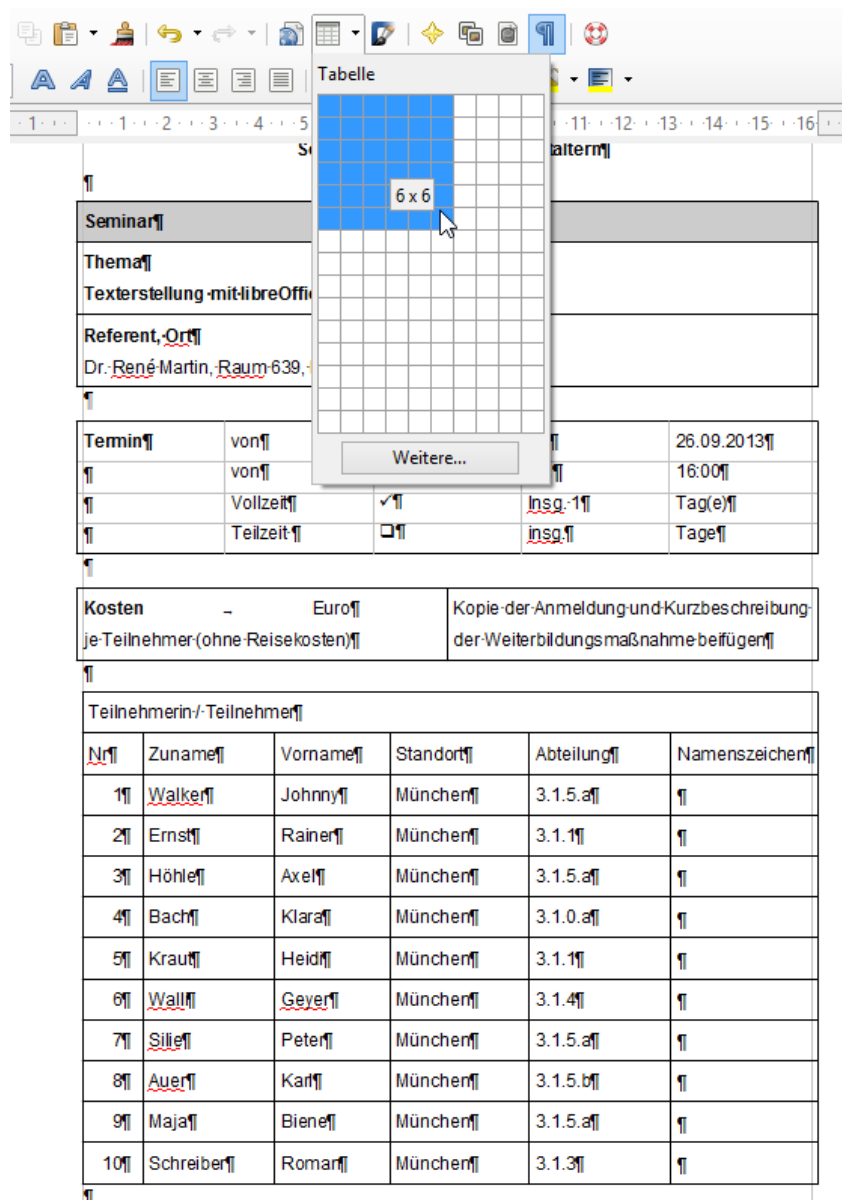 Tabelle
1 1 2 3 4 5 11 12 13 14 15 16
altern¶
¶
6 x 6
Seminar¶
Thema¶
Texterstellung·mit·libreOffi
Referent,·Ort¶
Dr.·René·Martin,·Raum·639,·
¶
Weitere...
Termin¶ von¶ ¶ 26.09.2013¶
¶ von¶ ¶ 16:00¶
¶ Vollzeit¶ ✓¶ Insg.·1¶ Tag(e)¶
¶ Teilzeit·¶ ❑¶ insg.¶ Tage¶
¶
Kosten → Euro¶ Kopie·der·Anmeldung·und·Kurzbeschreibung·
je·Teilnehmer·(ohne·Reisekosten)¶ der·Weiterbildungsmaßnahme·beifügen¶
¶
Teilnehmerin·/·Teilnehmer¶
Nr¶ Zuname¶ Vorname¶ Standort¶ Abteilung¶ Namenszeichen¶
1¶ Walker¶ Johnny¶ München¶ 3.1.5.a¶ ¶
2¶ Ernst¶ Rainer¶ München¶ 3.1.1¶ ¶
3¶ Höhle¶ Axel¶ München¶ 3.1.5.a¶ ¶
4¶ Bach¶ Klara¶ München¶ 3.1.0.a¶ ¶
5¶ Kraut¶ Heidi¶ München¶ 3.1.1¶ ¶
6¶ Wall¶ Geyer¶ München¶ 3.1.4¶ ¶
7¶ Silie¶ Peter¶ München¶ 3.1.5.a¶ ¶
8¶ Auer¶ Karl¶ München¶ 3.1.5.b¶ ¶
9¶ Maja¶ Biene¶ München¶ 3.1.5.a¶ ¶
10¶ Schreiber¶ Roman¶ München¶ 3.1.3¶ ¶
¶